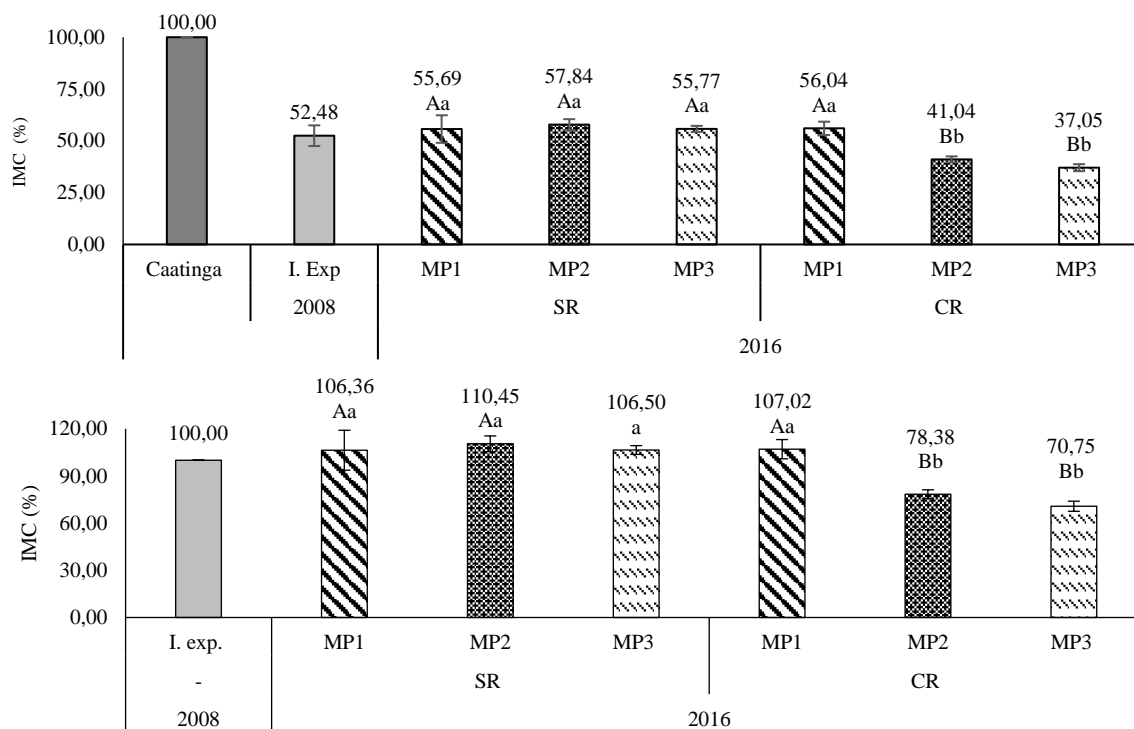 100,00
100,00
75,00
50,00
25,00
0,00
IMC (%)
52,48
55,69
Aa
57,84
Aa
55,77
Aa
56,04
Aa
41,04
Bb
37,05
Bb
Caatinga I. Exp MP1 MP2 MP3 MP1 MP2 MP3
2008 SR CR
2016
120,00
90,00
60,00
30,00
0,00
IMC (%)
100,00
106,36
Aa
110,45
Aa
106,50
a
107,02
Aa
78,38
Bb
70,75
Bb
I. exp. MP1 MP2 MP3 MP1 MP2 MP3
- SR CR
2008 2016